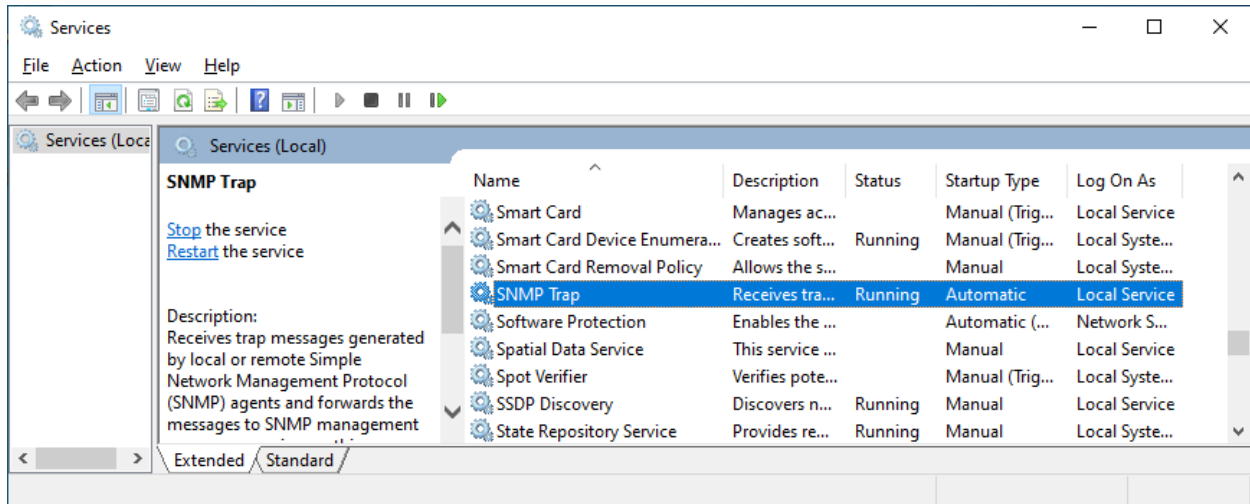 Services
File Action View Help
Services (Loca
Services (Local)
SNMP Trap
Stop the service
Restart the service
Description:
Receives trap messages generated
by local or remote Simple
Network Management Protocol
(SNMP) agents and forwards the
messages to SNMP management
Name Description Status Startup Type Log On As
Smart Card Manages ac... Manual (Trig... Local Service
Smart Card Device Enumera... Creates soft... Running Manual (Trig... Local Syste...
Smart Card Removal Policy Allows the s... Manual Local Syste...
SNMP Trap Receives tra... Running Automatic Local Service
Software Protection Enables the ... Automatic (... Network S...
Spatial Data Service This service ... Manual Local Service
Spot Verifier Verifies pote... Manual (Trig... Local Syste...
SSDP Discovery Discovers n... Running Manual Local Service
State Repository Service Provides re... Running Manual Local Syste...
Extended Standard